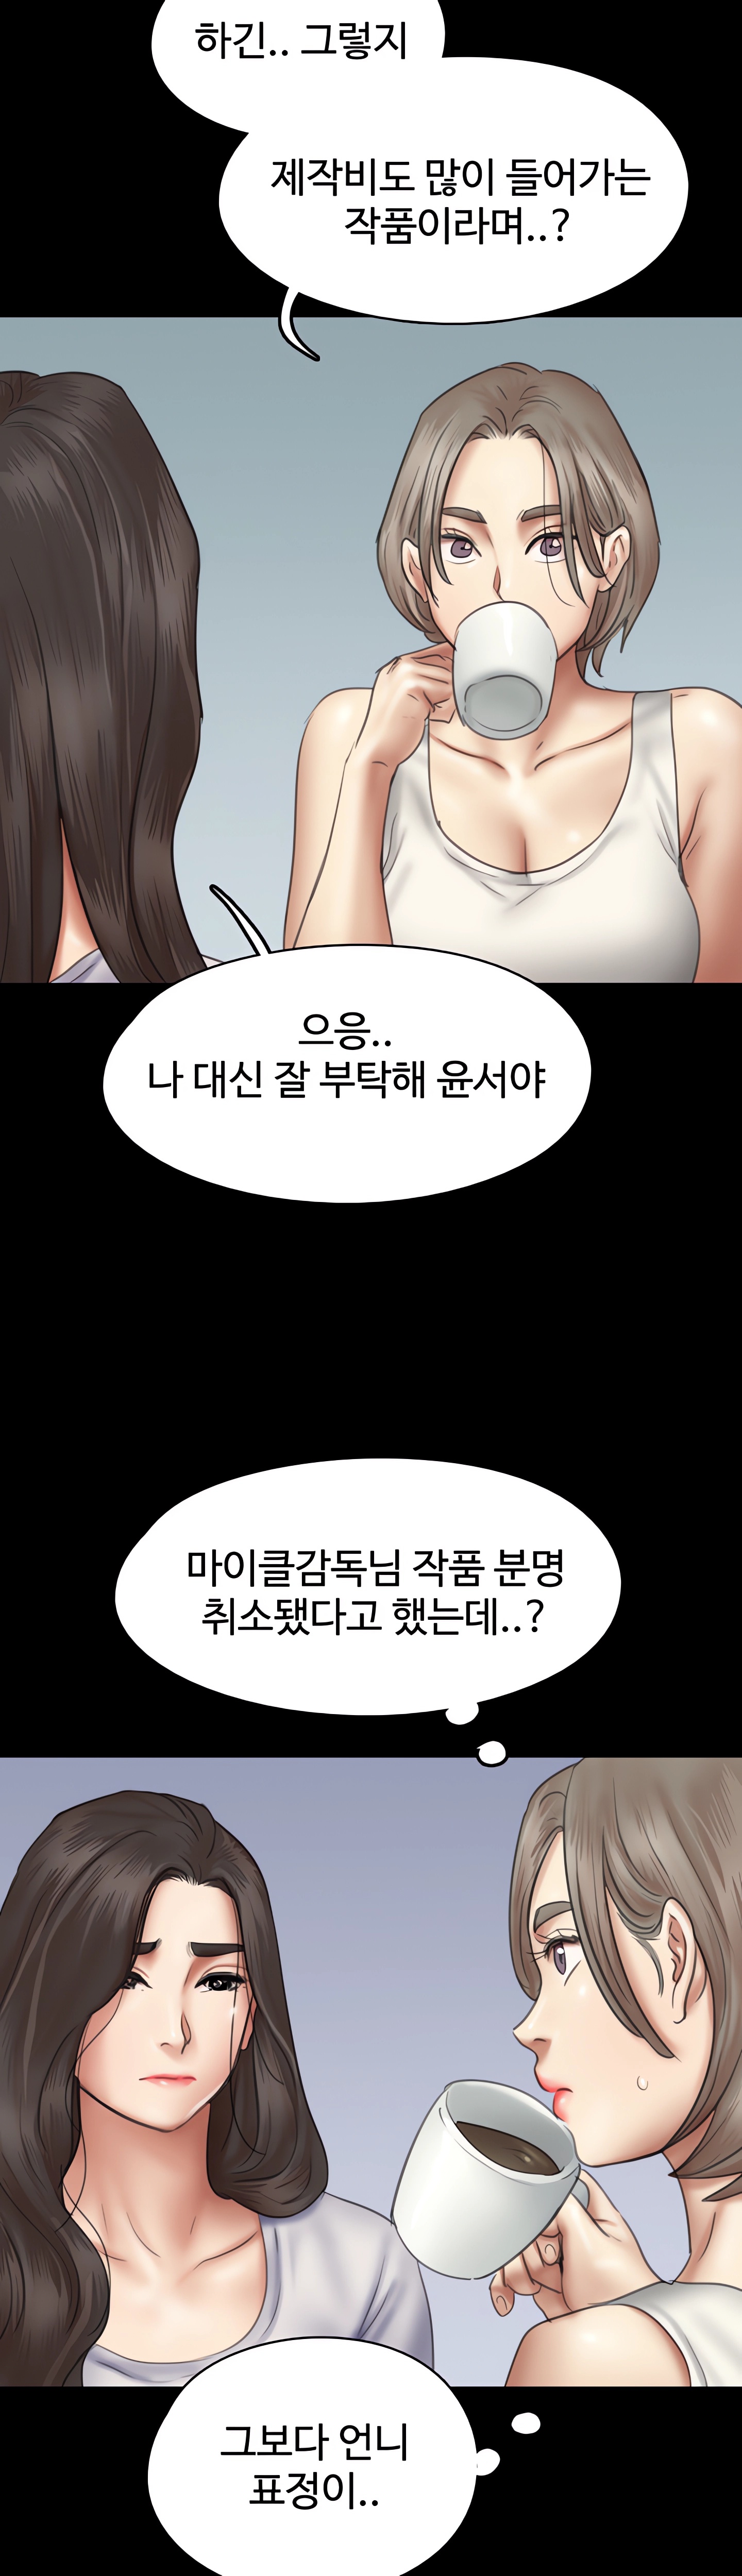 하긴.. 그렇지
제작비도 많이 들어가는
작품이라며..?
으응..
나 대신 잘 부탁해 윤서야
마이클감독님 작품 분명
취소됐다고 했는데..?
그보다 언니
표정이..